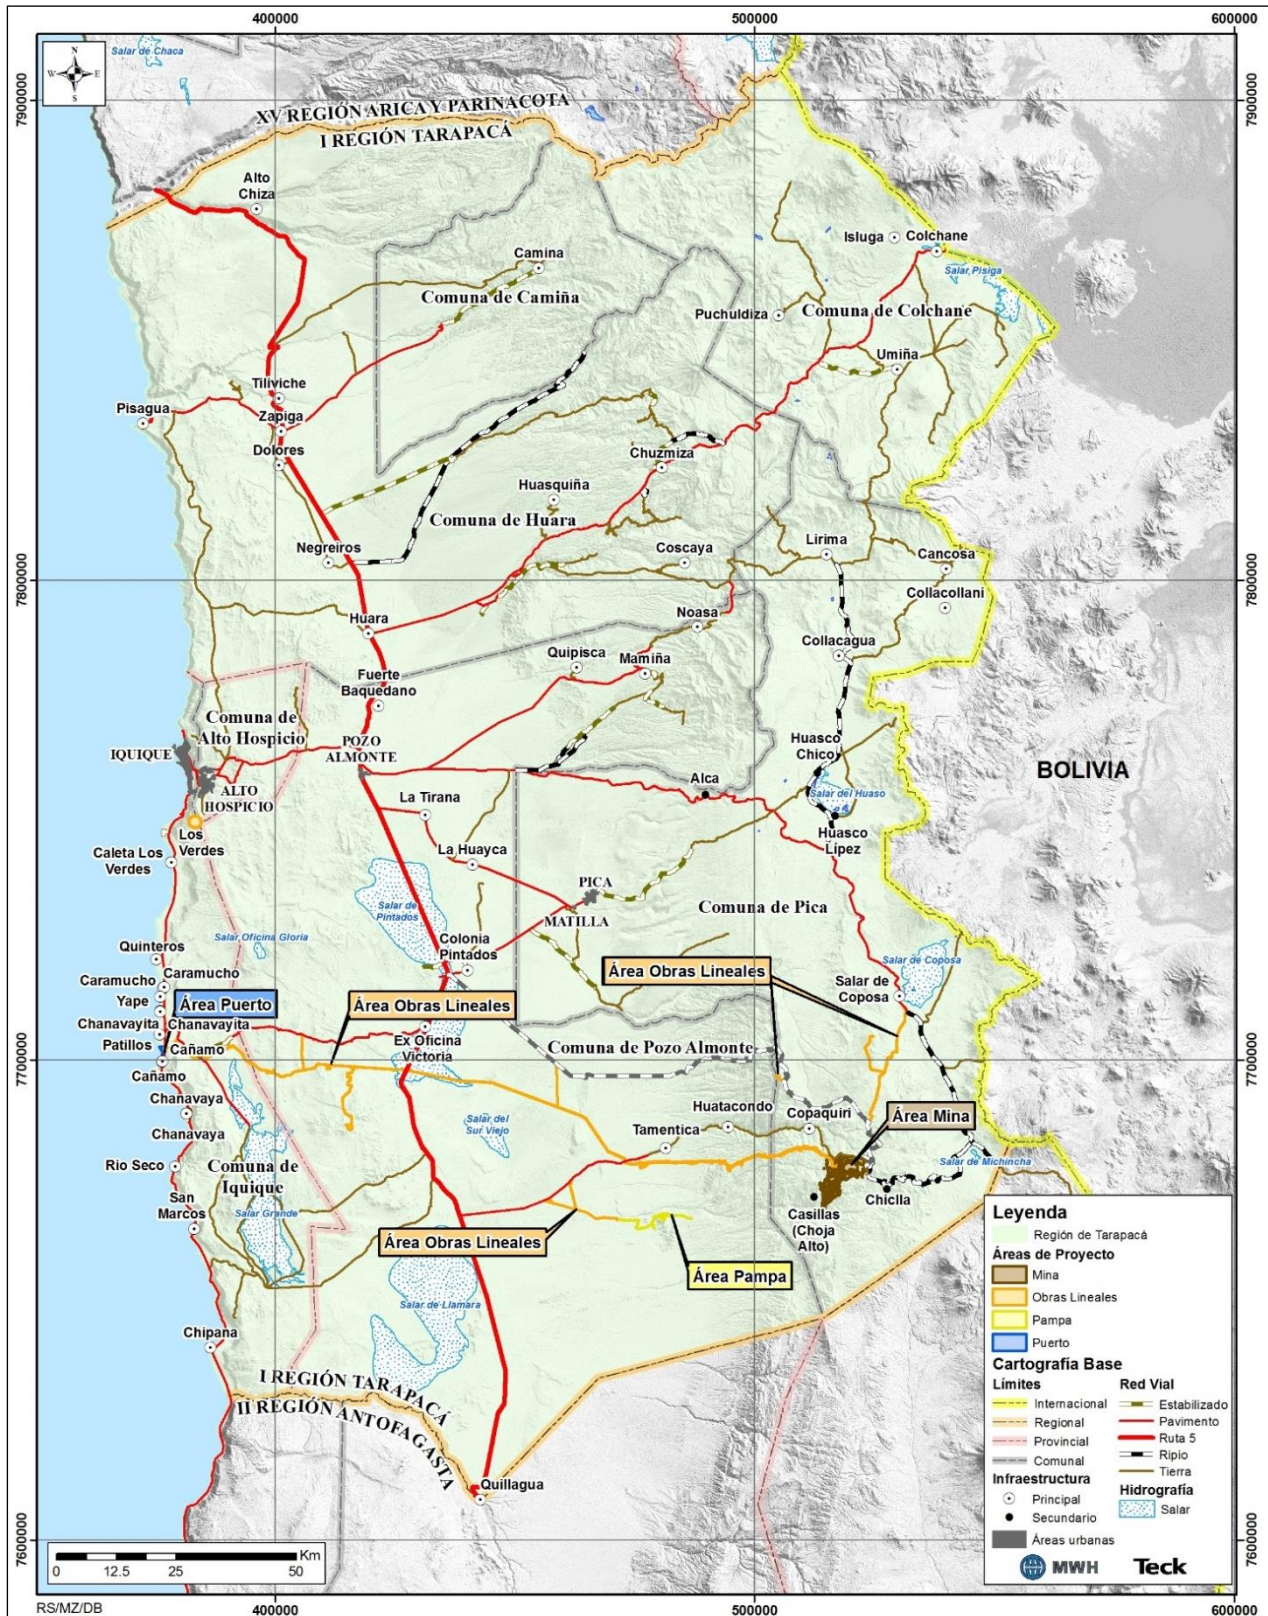 400000
500000
600000
N
W
E
S
Salar de Chaca
7900000
7900000
XV REGIÓN ARICA Y PARINACOTA
I REGIÓN TARAPACÁ
Alto
Chiza
Isluga
Colchane
Camina
Salar Pisiga
Comuna de Camiña
Puchuldiza
Comuna de Colchane
Umiña
Tiliviche
Pisagua
Zapiga
Dolores
Chuzmiza
Huasquiña
Comuna de Huara
Negreiros
Coscaya
Lirima
Cancosa
7800000
7800000
Collacollani
Noasa
Huara
Collacagua
Quipisca
Mamiña
Fuerte
Baquedano
Comuna de
Alto Hospicio
POZO
ALMONTE
IQUIQUE
Huasco
Chico
BOLIVIA
Alca
ALTO
HOSPICIO
La Tirana
Salar del Huaso
Los
Verdes
Huasco
Lípez
Caleta Los
Verdes
La Huayca
PICA
Salar de
Pintados
Comuna de Pica
MATILLA
Salar Oficina Gloria
Colonia
Pintados
Quinteros
Salar de Coposa
Caramucho
Caramucho
Área Obras Lineales
Salar de
Coposa
Yape
Área Puerto
Área Obras Lineales
Chanavayita
Chanavayita
Patillos
Cañamo
Ex Oficina
Victoria
Comuna de Pozo Almonte
7700000
7700000
Cañamo
Chanavaya
Salar del
Sur Viejo
Huatacondo
Copaquiri
Área Mina
Chanavaya
Tamentica
Rio Seco
Comuna de
Iquique
Salar de Michincha
San
Marcos
Salar Grande
Chiclla
Casillas
(Choja
Alto)
Área Obras Lineales
Área Pampa
Salar de Llamara
Chipana
I REGIÓN TARAPACÁ
II REGIÓN ANTOFAGASTA
Quillagua
7600000
7600000
Leyenda
Región de Tarapacá
Áreas de Proyecto
Mina
Obras Lineales
Pampa
Puerto
Cartografía Base
Límites
Internacional
Regional
Provincial
Comunal
Infraestructura
Principal
Secundario
Áreas urbanas
Red Vial
Estabilizado
Pavimento
Ruta 5
Ripio
Tierra
Hidrografía
Salar
MWH
Teck
Km
0
12.5
25
50
RS/MZ/DB
400000
500000
600000